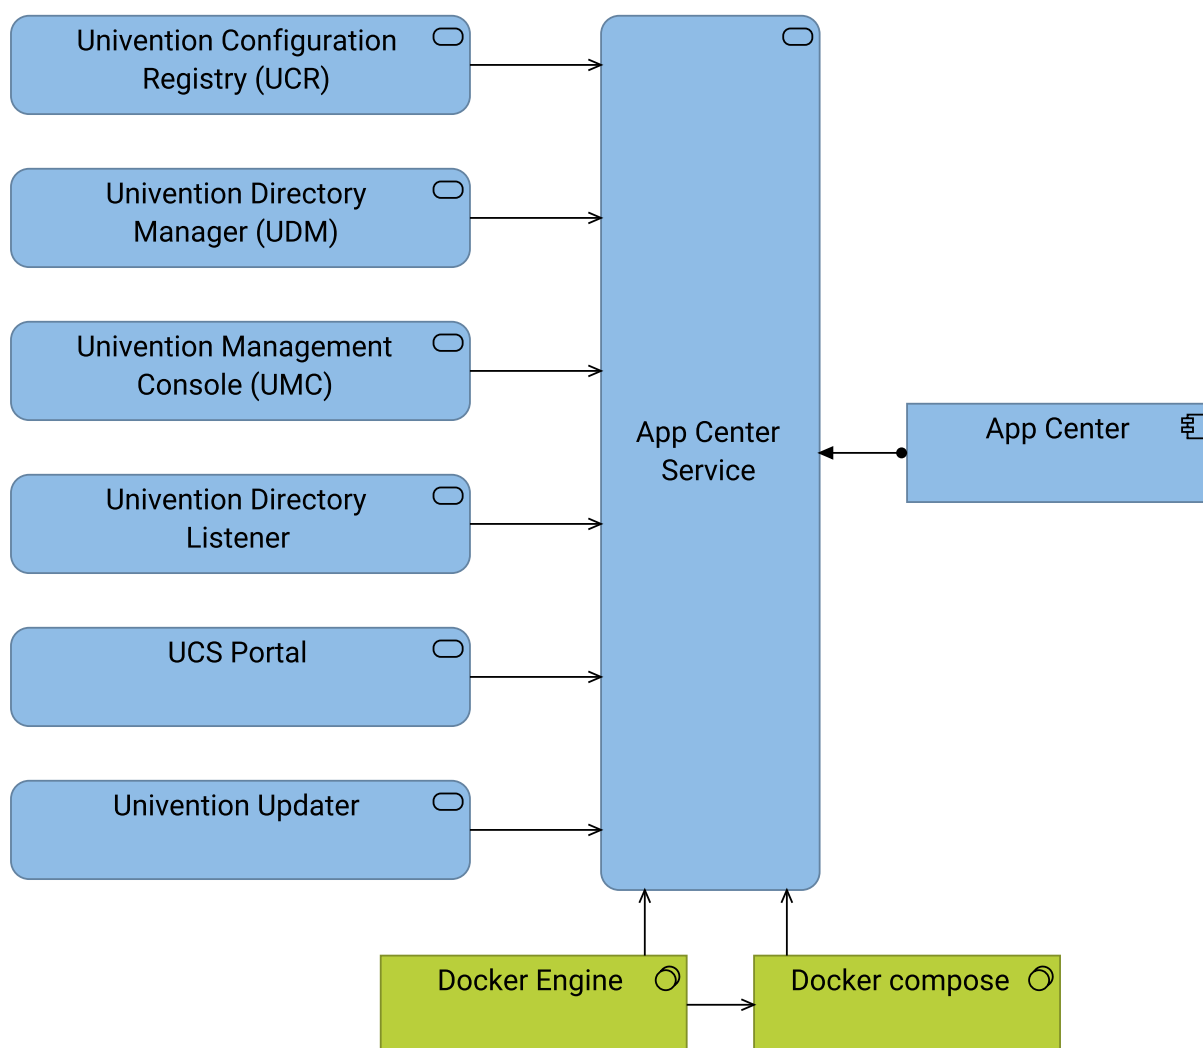 Univention Configuration
Registry (UCR)
Univention Directory
Manager (UDM)
Univention Management
Console (UMC)
Univention Directory
Listener
UCS Portal
Univention Updater
App Center
Service
App Center
Docker Engine
Docker compose